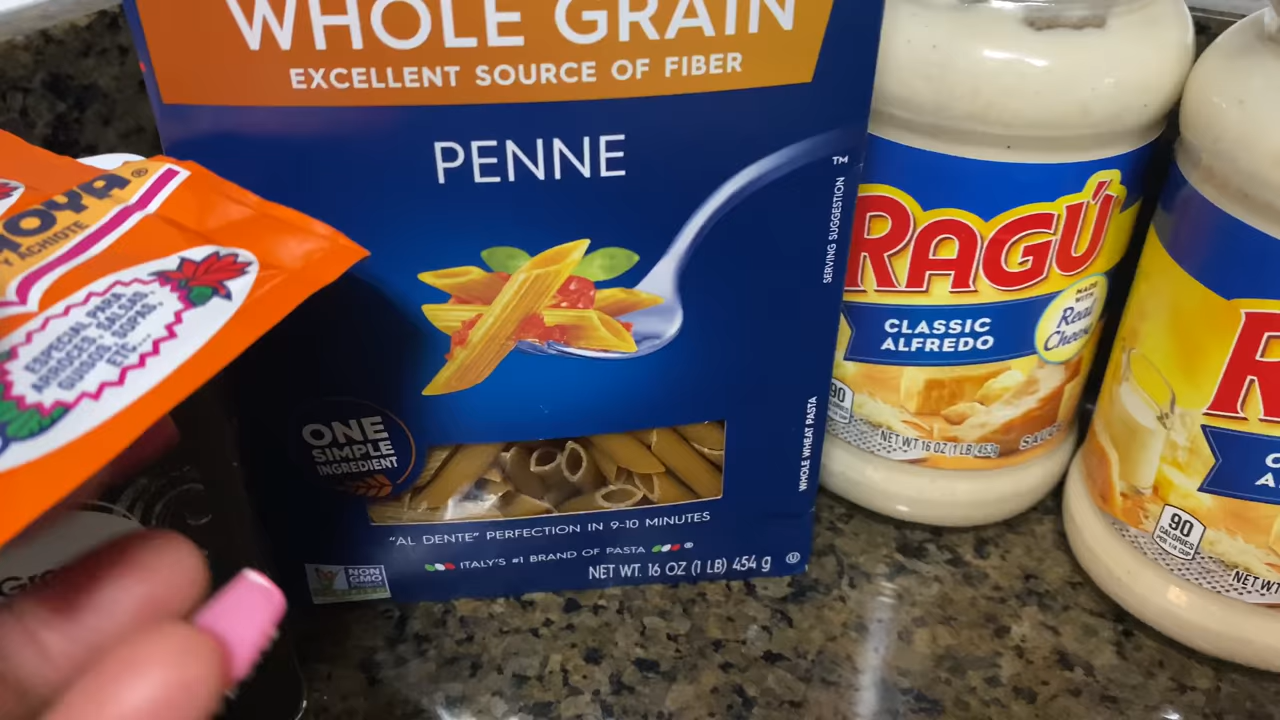 WHOLE GRAIN
EXCELLENT SOURCE OF FIBER
PENNE
TM
SERVING SUGGESTION
WHOLE WHEAT PASTA
ONE
SIMPLE
INGREDIENT
"AL DENTE" PERFECTION IN 9-10 MINUTES
ITALY'S #1 BRAND OF PASTA ®
NET WT. 16 OZ (1 LB) 454 g
NON
GMO
Project
OYA®
Y ACHIOTE
ESPECIAL PARA
ARROCES, SALSAS,
GUISOS, SOPAS,
ETC...
RAGÚ
MADE
WITH
Real
Cheese
CLASSIC
ALFREDO
90
NET WT 16 OZ (1 LB) 453g
SAUCE
R
90
CALORIES
PER 1/4 CUP
NET WT